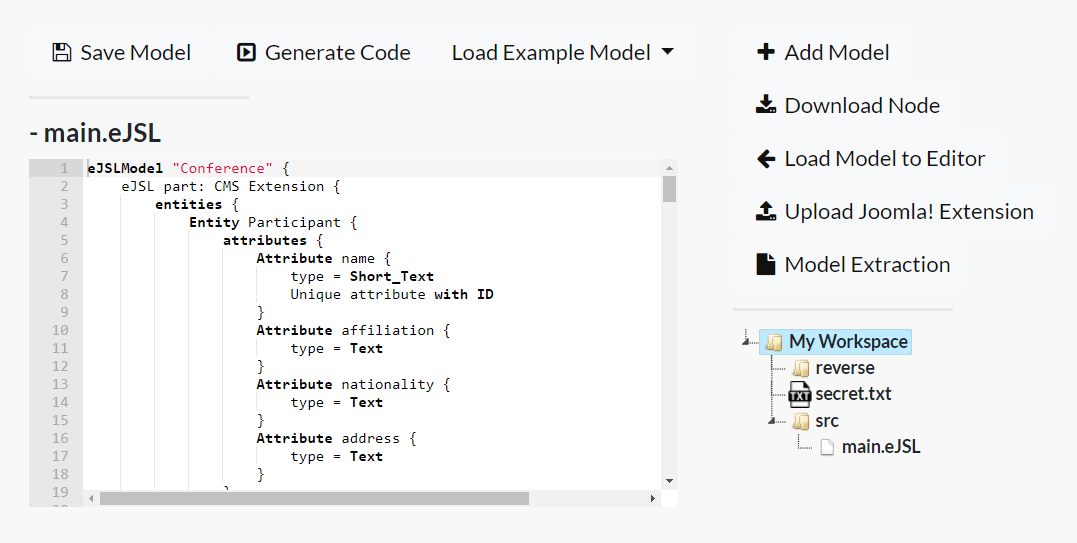 Save Model Generate Code Load Example Model
- main.eJSL
1 eJSLModel "Conference" {
2 eJSL part: CMS Extension {
3 entities {
4 Entity Participant {
5 attributes {
6 Attribute name {
7 type = Short_Text
8 Unique attribute with ID
9 }
10 Attribute affiliation {
11 type = Text
12 }
13 Attribute nationality {
14 type = Text
15 }
16 Attribute address {
17 type = Text
18 }
19 }
Add Model
Download Node
Load Model to Editor
Upload Joomla! Extension
Model Extraction
My Workspace
reverse
TXT secret.txt
src
main.eJSL